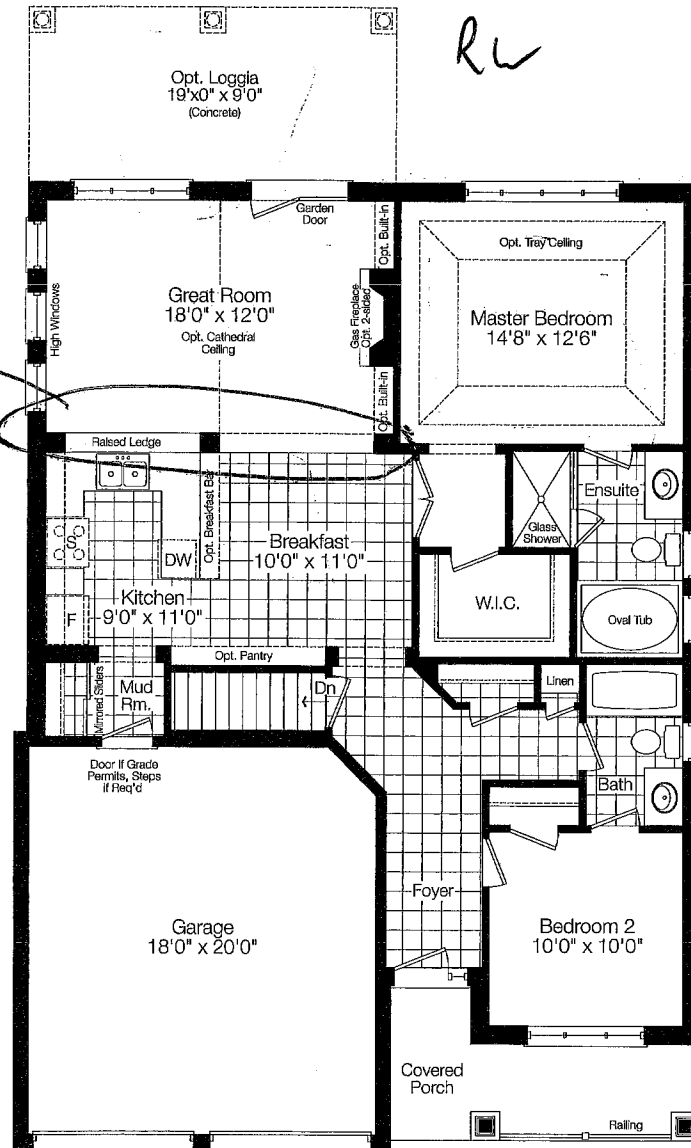 RW
Opt. Loggia
19'x0" x 9'0"
(Concrete)
Garden
Door
Opt. Built-in
Opt. Tray Ceiling
High Windows
Great Room
18'0" x 12'0"
Opt. Cathedral
Ceiling
Gas Fireplace
Opt. 2-sided
Master Bedroom
14'8" x 12'6"
Opt. Built-in
Raised Ledge
Ensuite
Opt. Breakfast Bar
S
DW
Breakfast
10'0" x 11'0"
Glass
Shower
Kitchen
9'0" x 11'0"
F
W.I.C.
Oval Tub
Opt. Pantry
Mirrored Sliders
Mud
Rm.
Dn
Linen
Door If Grade
Permits, Steps
if Req'd
Bath
Foyer
Garage
18'0" x 20'0"
Bedroom 2
10'0" x 10'0"
Covered
Porch
Railing